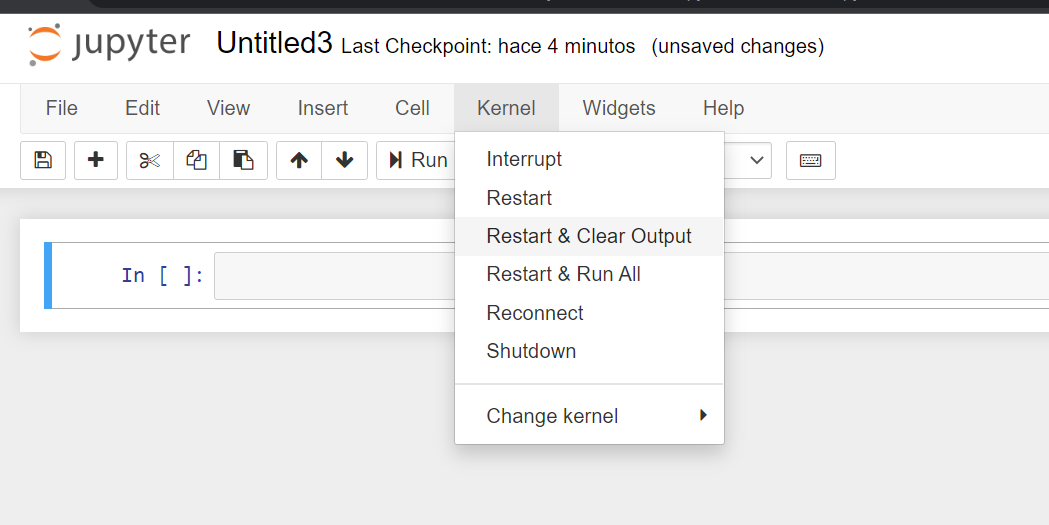 jupyter Untitled3 Last Checkpoint: hace 4 minutos (unsaved changes)
File Edit View Insert Cell Kernel Widgets Help
Run
Interrupt
Restart
Restart & Clear Output
In [ ]:
Restart & Run All
Reconnect
Shutdown
Change kernel